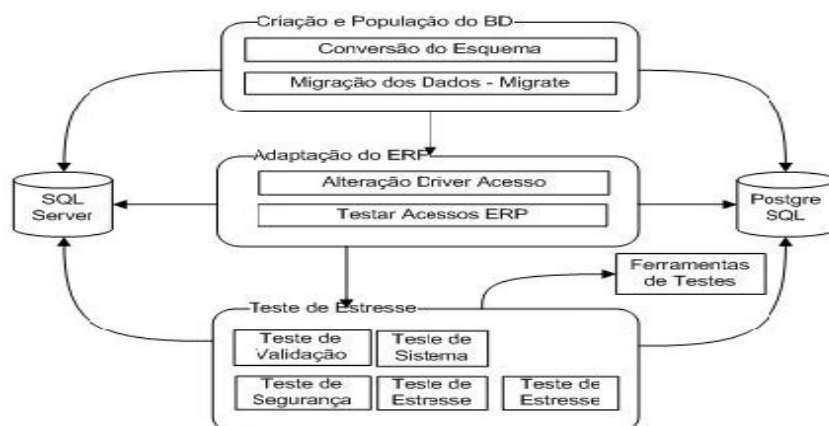 Criação e População do BD
Conversão do Esquema
Migração dos Dados - Migrate
Adaptação do ERP
Alteração Driver Acesso
Testar Acessos ERP
SQL
Server
Postgre
SQL
Ferramentas
de Testes
Teste de Estresse
Teste de
Validação
Teste de
Sistema
Teste de
Segurança
Teste de
Estresse
Teste de
Estresse